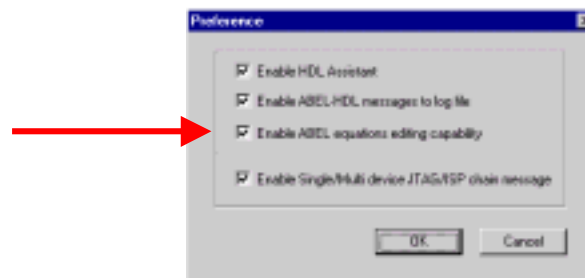 Preference
Enable HDL Assistant
Enable ABEL-HDL messages to log file
Enable ABEL equations editing capability
Enable Single/Multi device JTAG/ISP chain message
OK Cancel